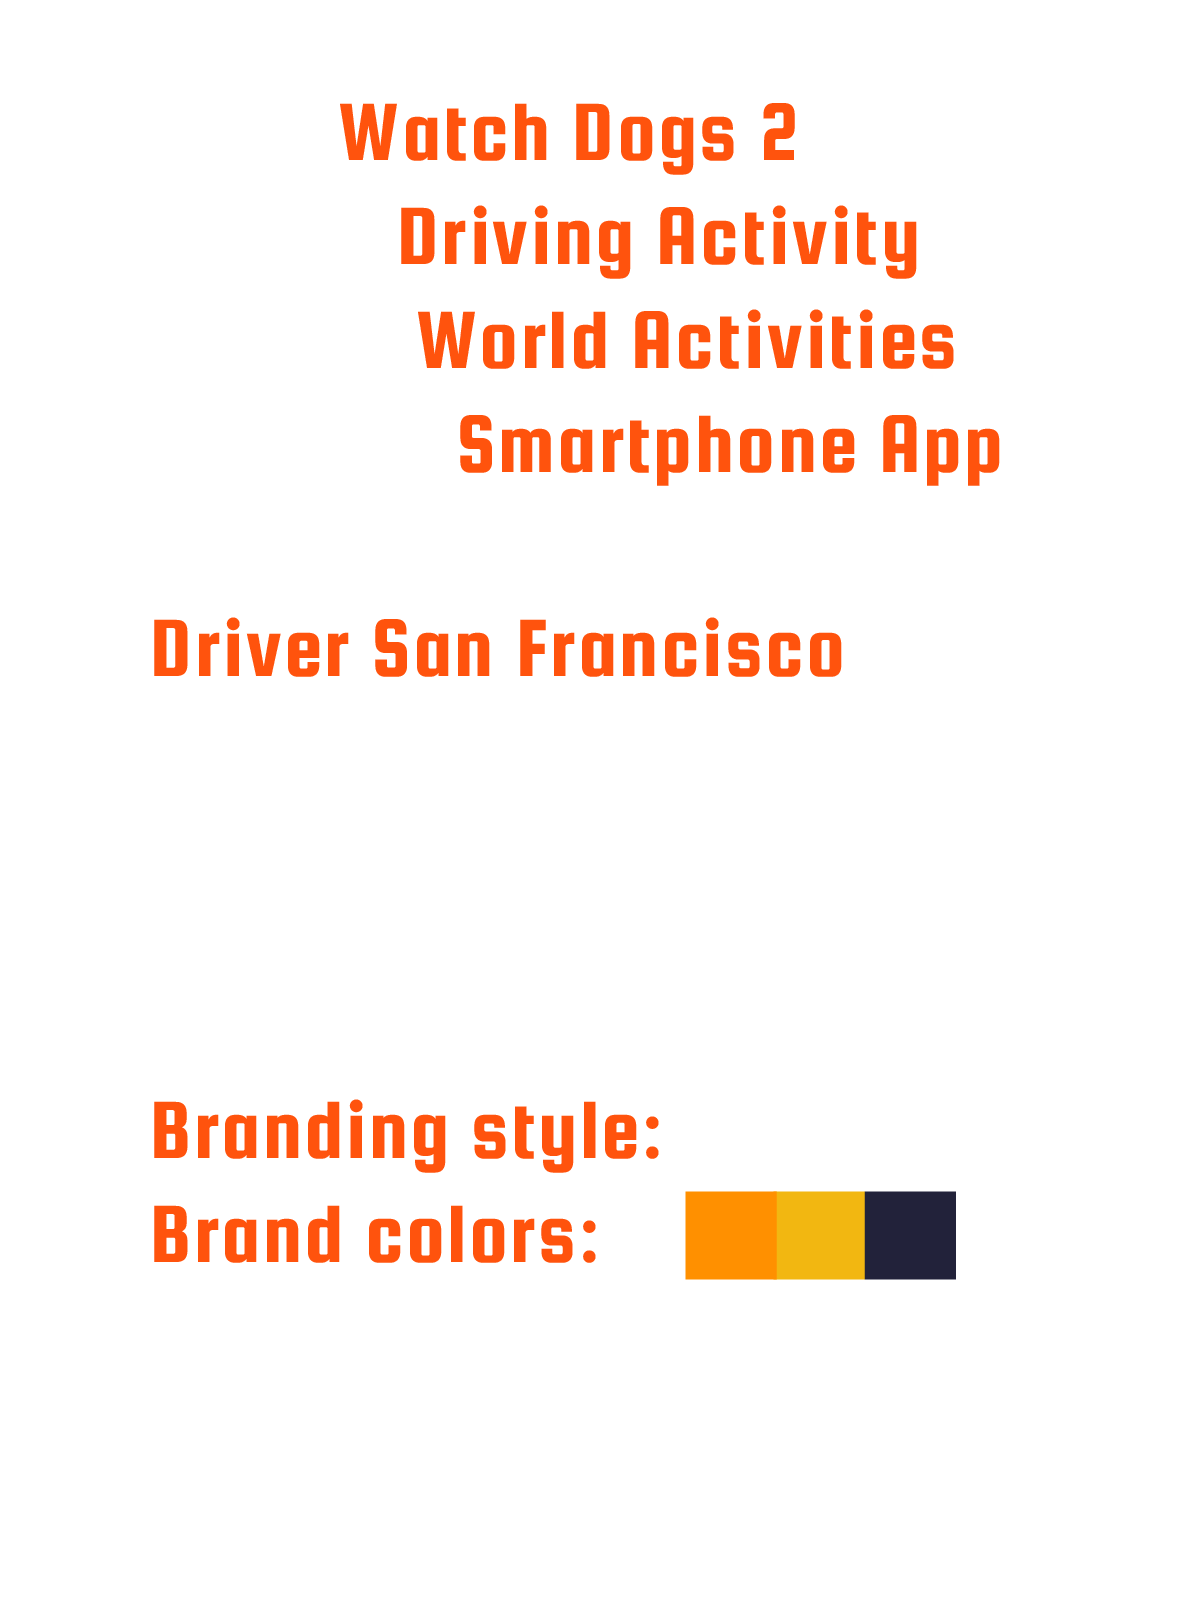 Watch Dogs 2
Driving Activity
World Activities
Smartphone App
Driver San Francisco
Branding style:
Brand colors: